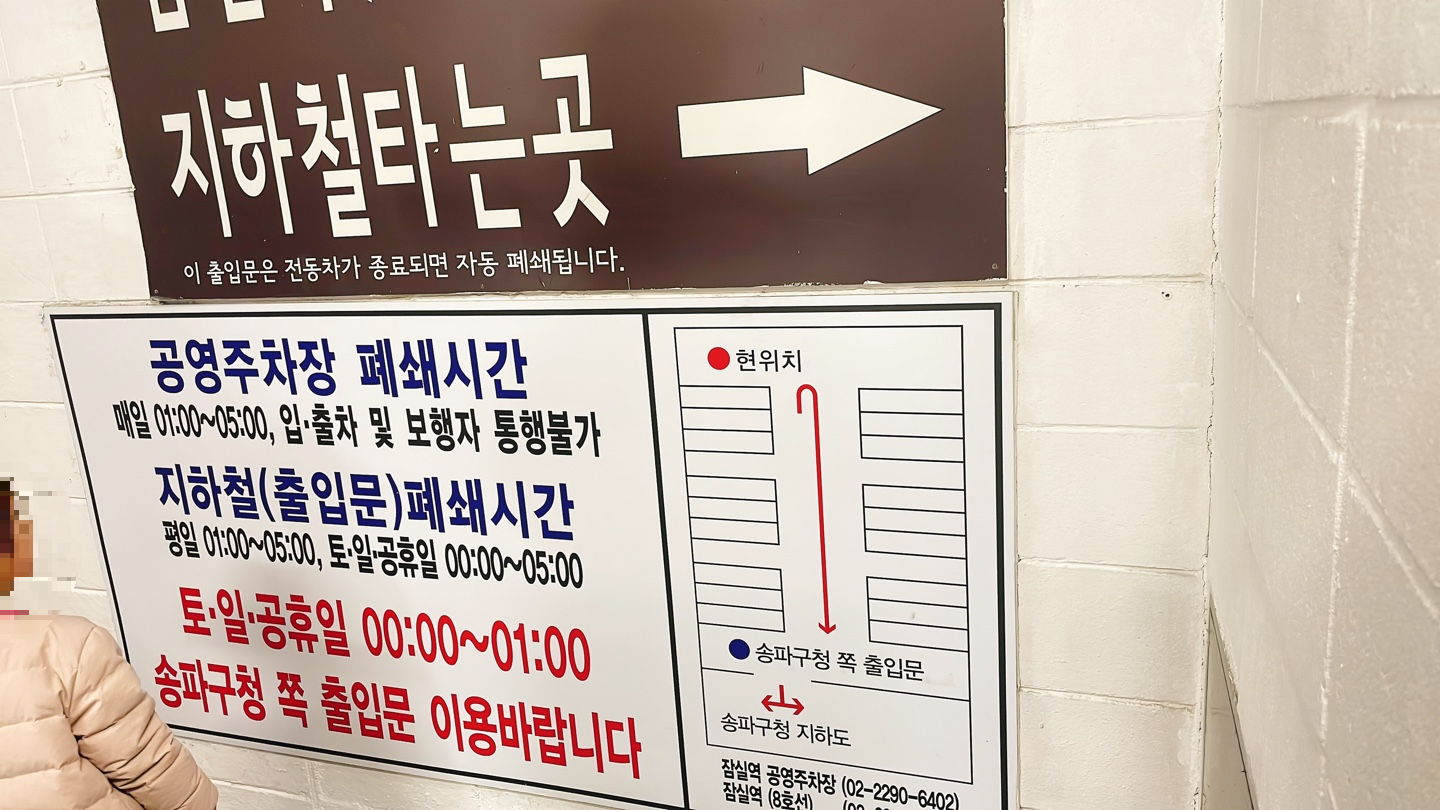 지하철타는곳
이 출입문은 전동차가 종료되면 자동 폐쇄됩니다.
공영주차장 폐쇄시간
매일 01:00~05:00, 입·출차 및 보행자 통행불가
지하철(출입문)폐쇄시간
평일 01:00~05:00, 토·일·공휴일 00:00~05:00
토·일·공휴일 00:00~01:00
송파구청 쪽 출입문 이용바랍니다
현위치
송파구청 쪽 출입문
송파구청 지하도
잠실역 공영주차장 (02-2290-6402)
잠실역 (8호선)